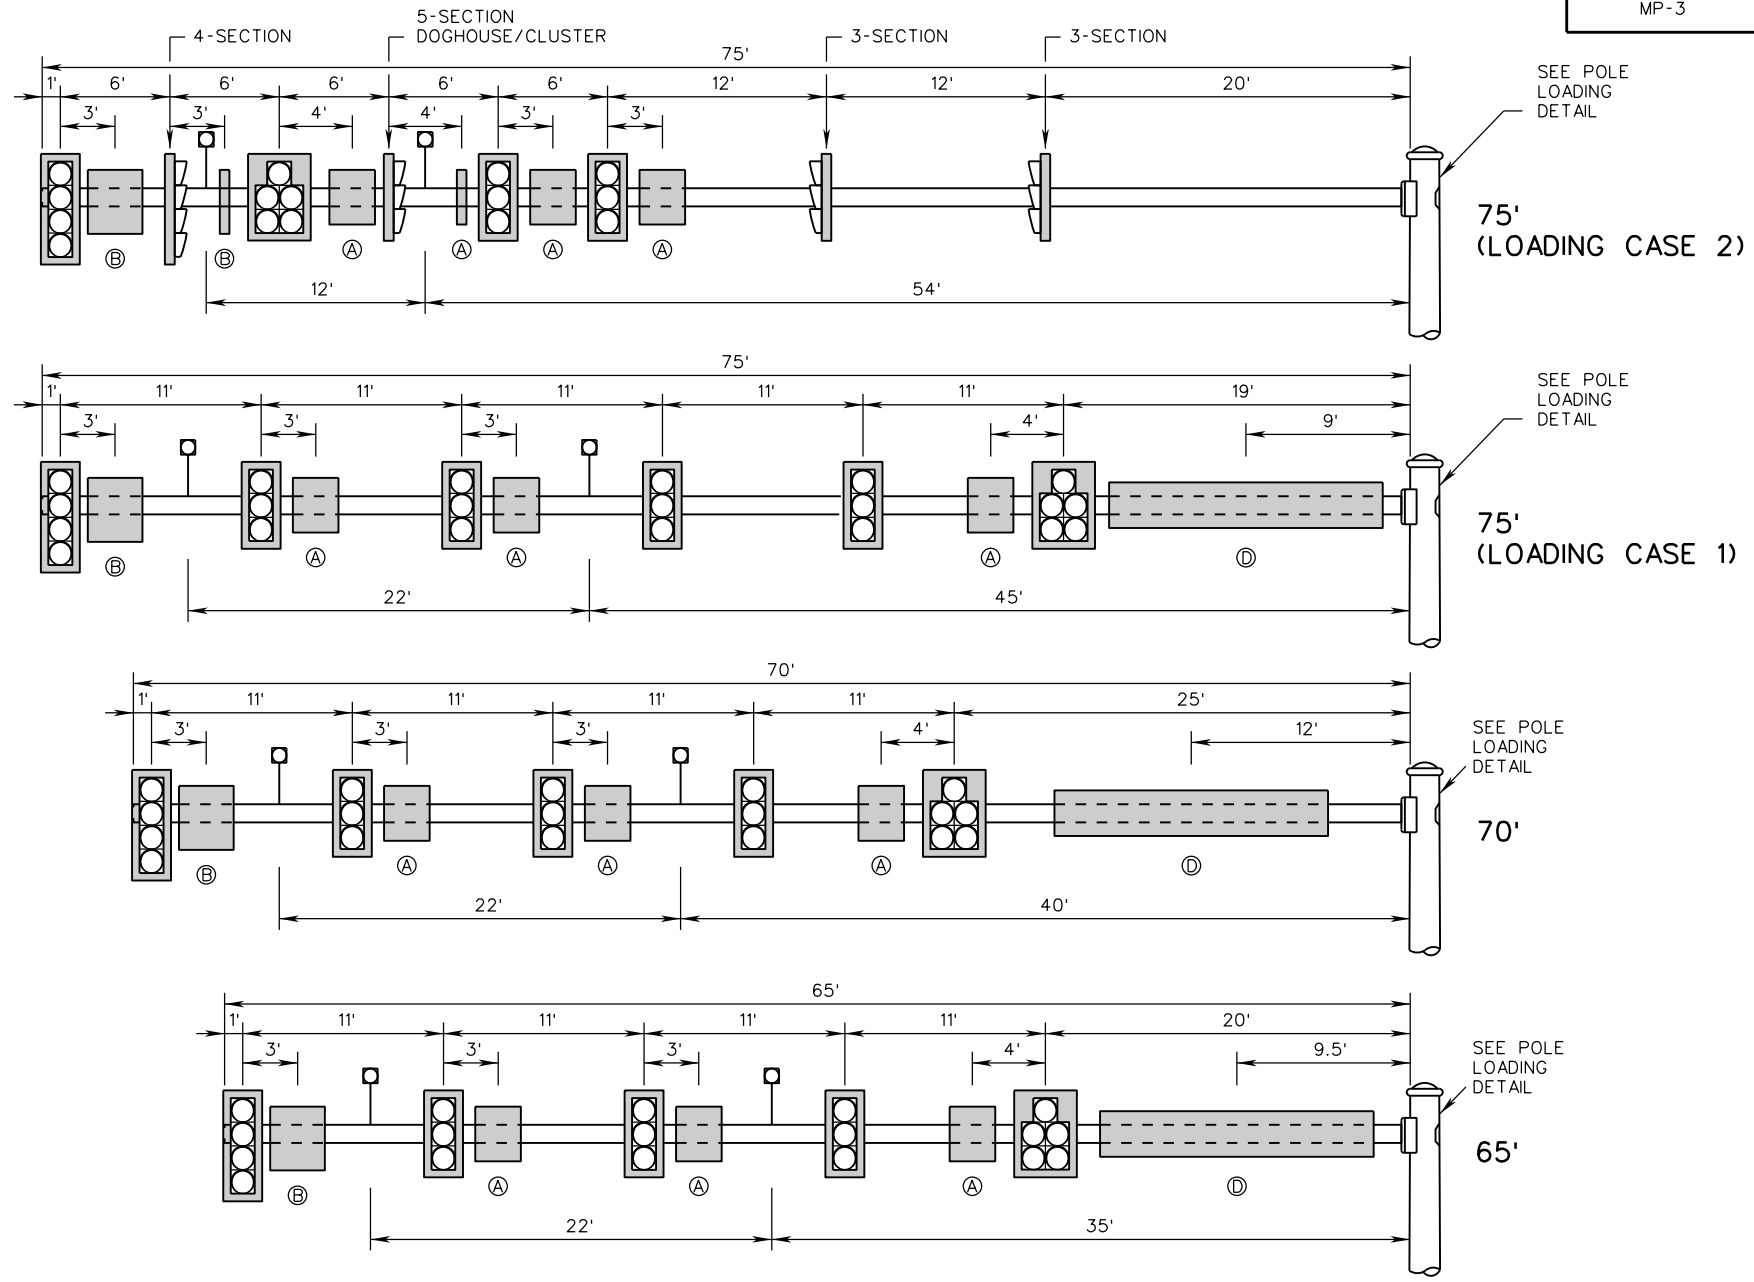 MP-3
5-SECTION
4-SECTION
DOGHOUSE/CLUSTER
3-SECTION
3-SECTION
75'
1'
6'
6'
6'
6'
6'
12'
12'
20'
3'
3'
4'
4'
3'
3'
SEE POLE
LOADING
DETAIL
B
B
A
A
A
A
12'
54'
75'
(LOADING CASE 2)
75'
1'
11'
11'
11'
11'
11'
19'
3'
3'
3'
4'
9'
SEE POLE
LOADING
DETAIL
B
A
A
A
D
22'
45'
75'
(LOADING CASE 1)
70'
1'
11'
11'
11'
11'
25'
3'
3'
3'
4'
12'
SEE POLE
LOADING
DETAIL
B
A
A
A
D
22'
40'
70'
65'
1'
11'
11'
11'
11'
20'
3'
3'
3'
4'
9.5'
SEE POLE
LOADING
DETAIL
B
A
A
A
D
22'
35'
65'